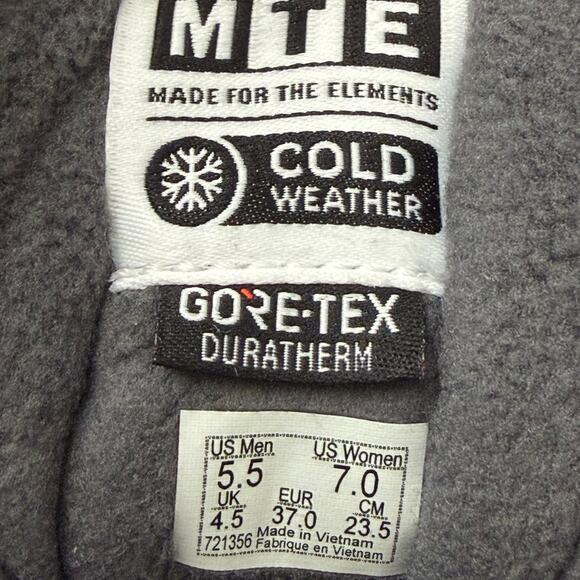 MTE
MADE FOR THE ELEMENTS
COLD
WEATHER
GORE-TEX
DURATHERM
US Men US Women
5.5 7.0
UK EUR CM
4.5 37.0 23.5
721356 Made in Vietnam
Fabrique en Vietnam